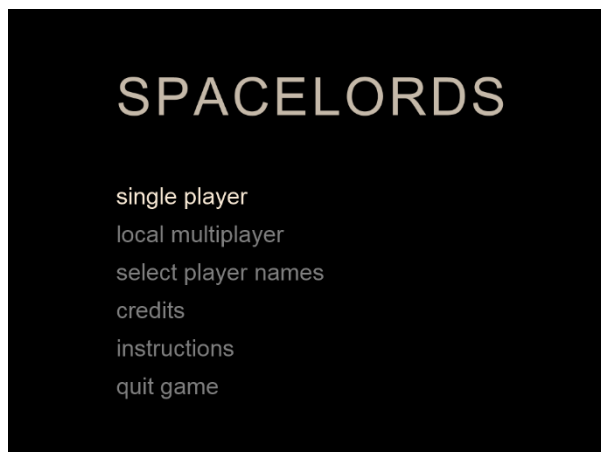 SPACELORDS
single player
local multiplayer
select player names
credits
instructions
quit game